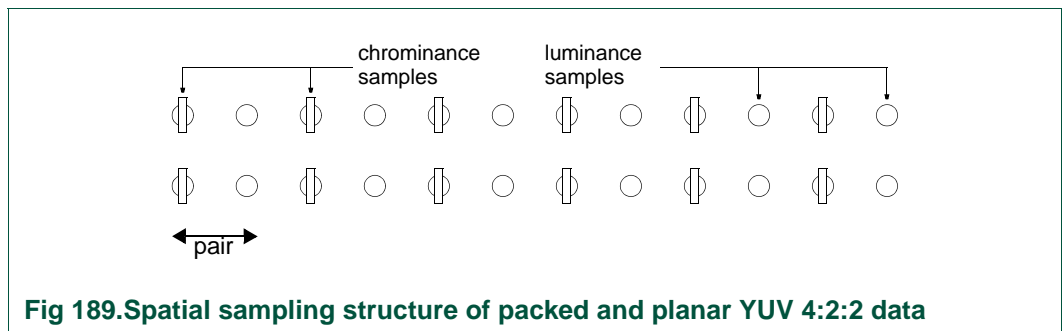 chrominance
samples
luminance
samples
pair
Fig 189.Spatial sampling structure of packed and planar YUV 4:2:2 data